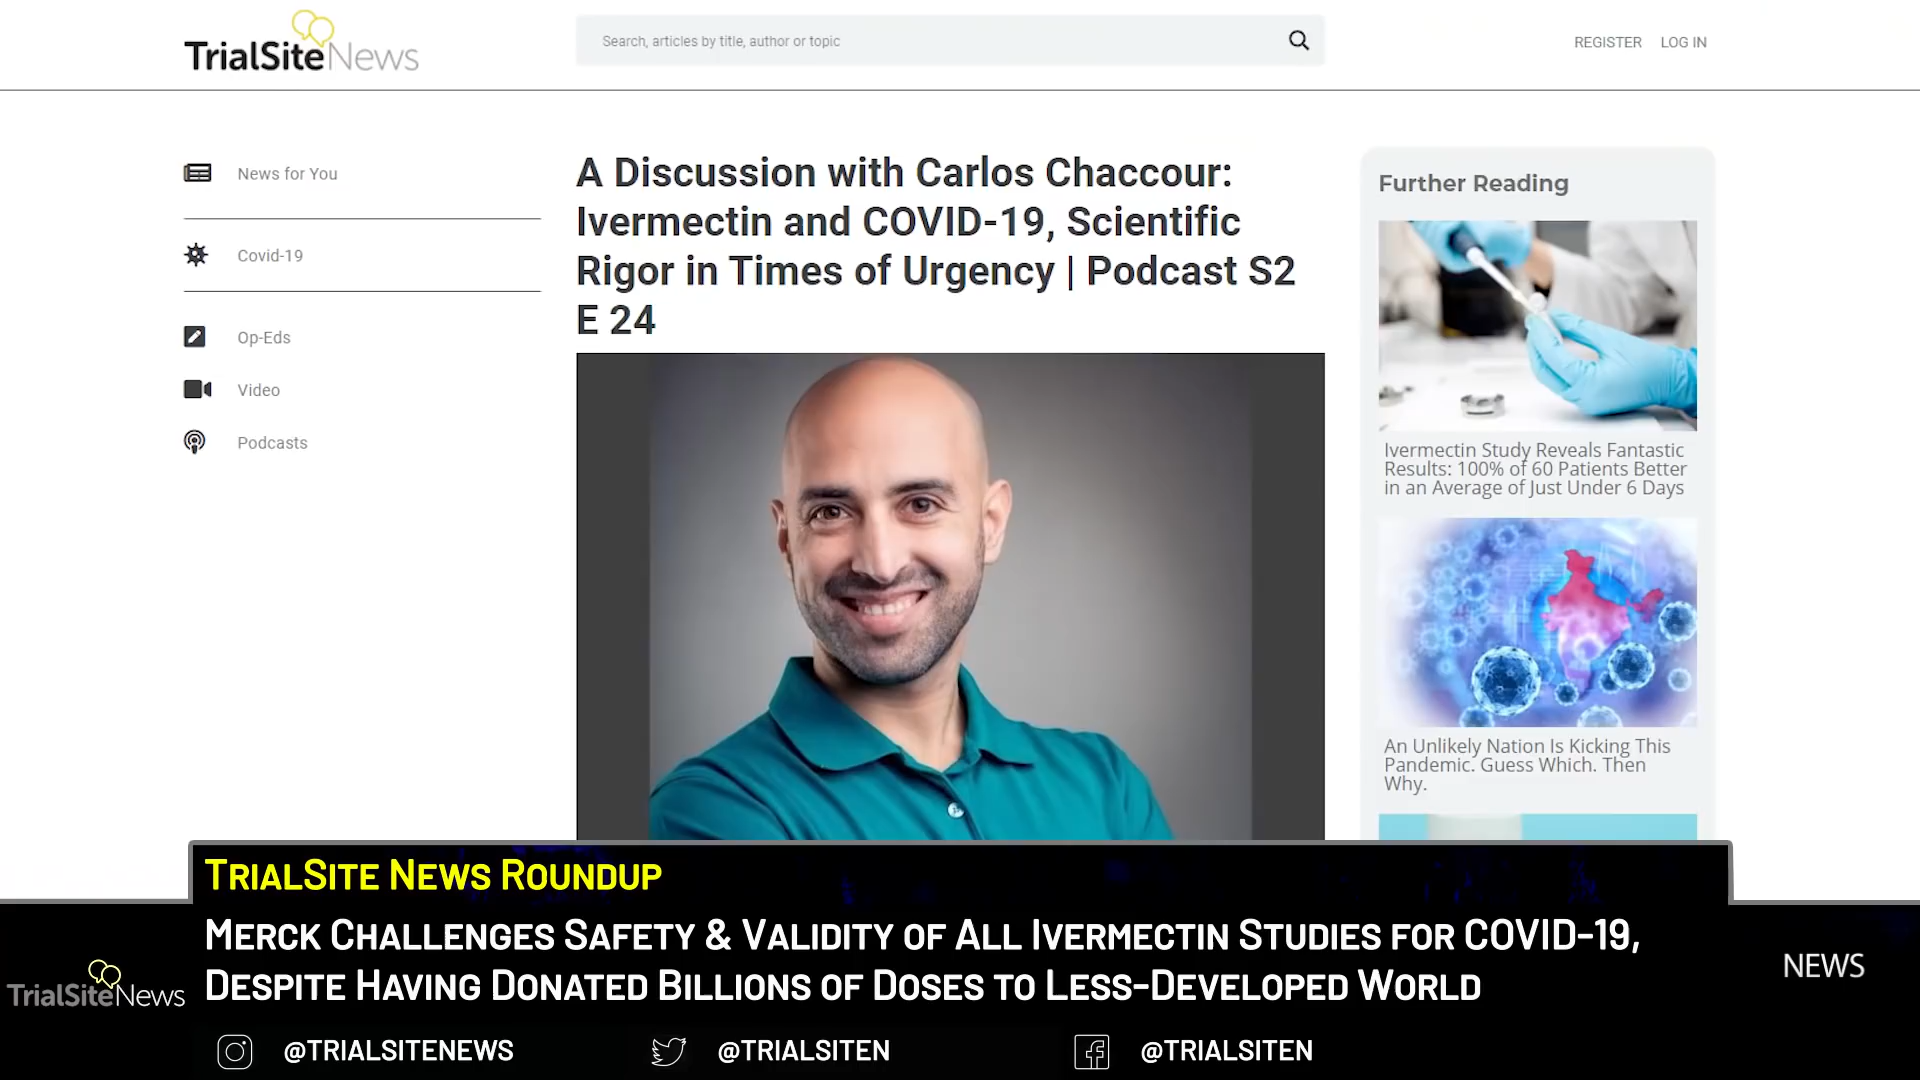 TrialSiteNews
Search, articles by title, author or topic
REGISTER LOG IN
News for You
Covid-19
Op-Eds
Video
Podcasts
A Discussion with Carlos Chaccour:
Ivermectin and COVID-19, Scientific
Rigor in Times of Urgency | Podcast S2
E 24
Further Reading
Ivermectin Study Reveals Fantastic
Results: 100% of 60 Patients Better
in an Average of Just Under 6 Days
An Unlikely Nation Is Kicking This
Pandemic. Guess Which. Then
Why.
TrialSite News Roundup
Merck Challenges Safety & Validity of All Ivermectin Studies for COVID-19,
Despite Having Donated Billions of Doses to Less-Developed World
TrialSiteNews
NEWS
@TRIALSITENEWS
@TRIALSITEN
@TRIALSITEN